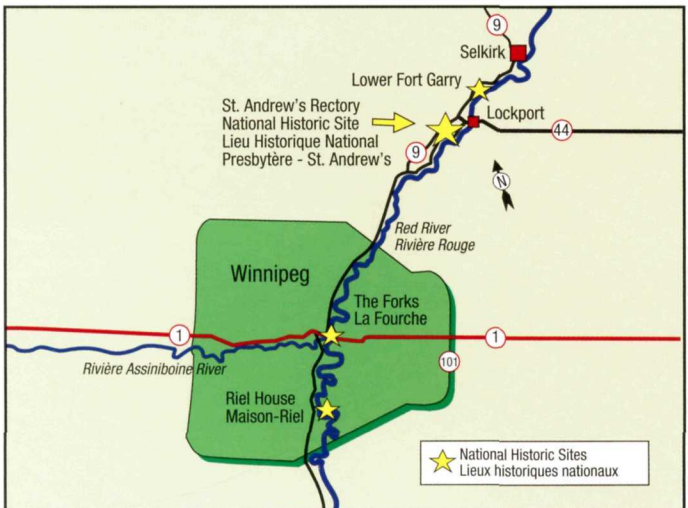 9
Selkirk
Lower Fort Garry
St. Andrew's Rectory
National Historic Site
Lieu Historique National
Presbytère - St. Andrew's
Lockport
44
9
N
Red River
Rivière Rouge
Winnipeg
The Forks
La Fourche
1
1
Rivière Assiniboine River
101
Riel House
Maison-Riel
National Historic Sites
Lieux historiques nationaux